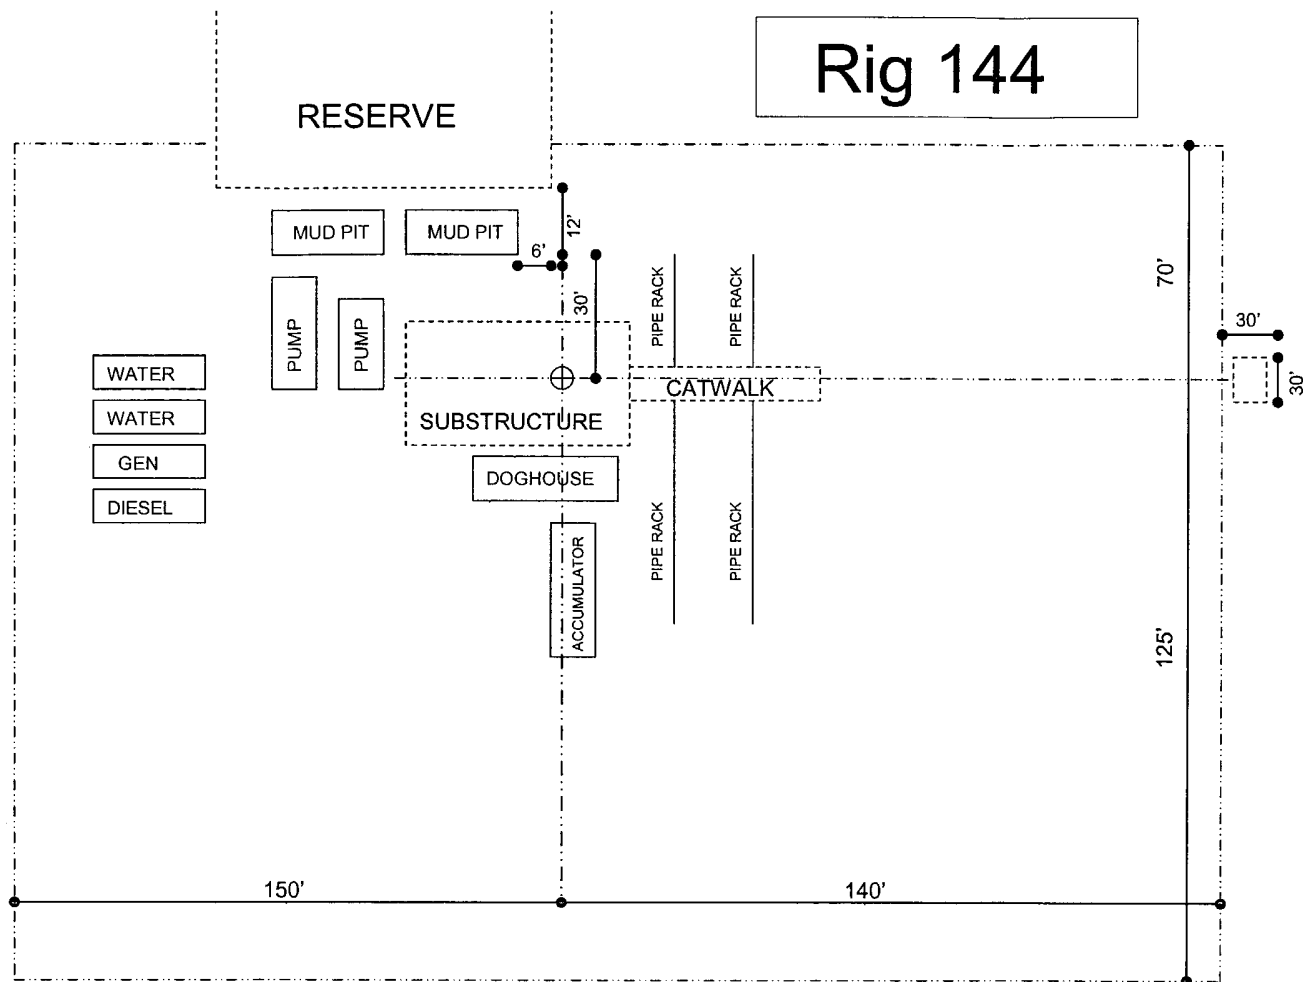 Rig 144
RESERVE
MUD PIT
MUD PIT
12'
6'
30'
PIPE RACK
PIPE RACK
70'
30'
30'
PUMP
PUMP
WATER
WATER
GEN
DIESEL
CATWALK
SUBSTRUCTURE
DOGHOUSE
ACCUMULATOR
PIPE RACK
PIPE RACK
125'
150'
140'